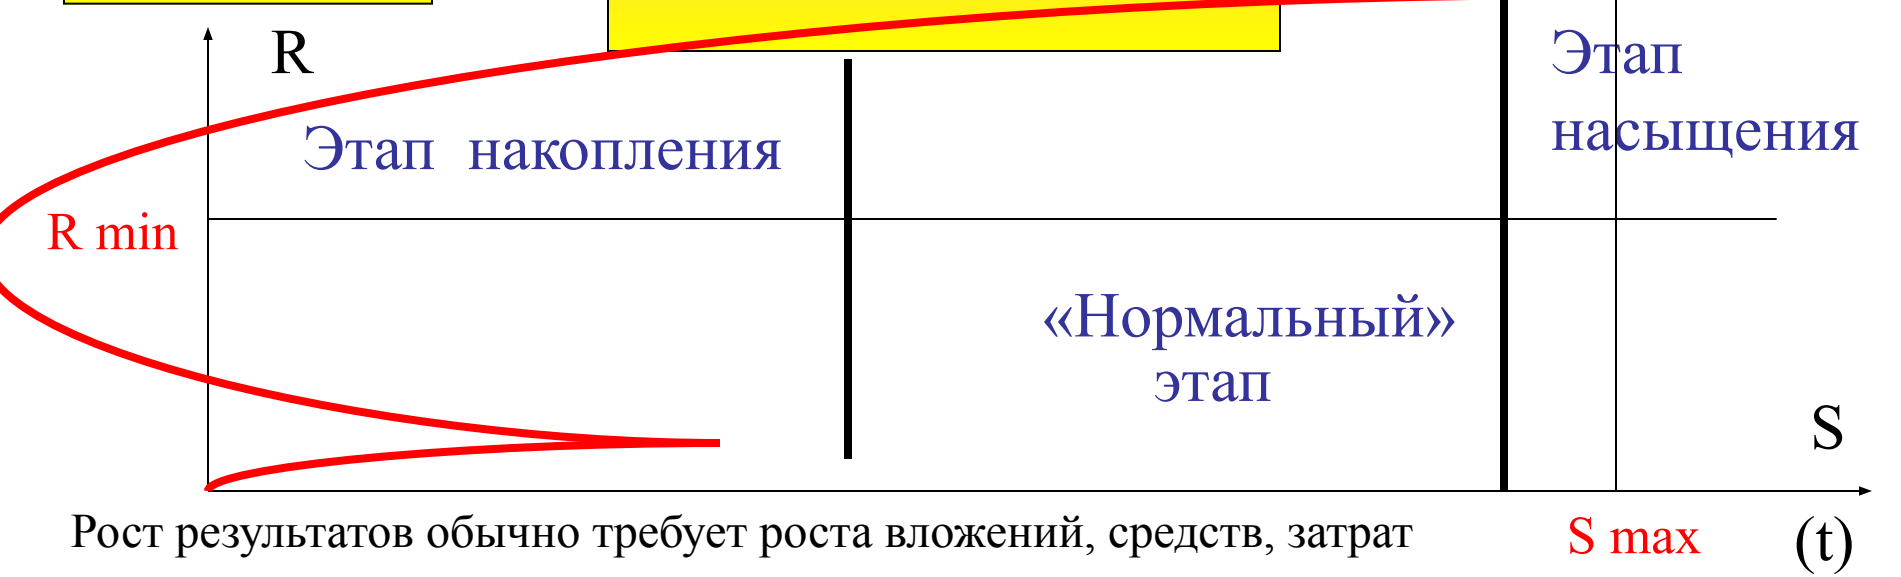 R
Этап
насыщения
Этап накопления
R min
«Нормальный»
этап
S
Рост результатов обычно требует роста вложений, средств, затрат
S max
(t)